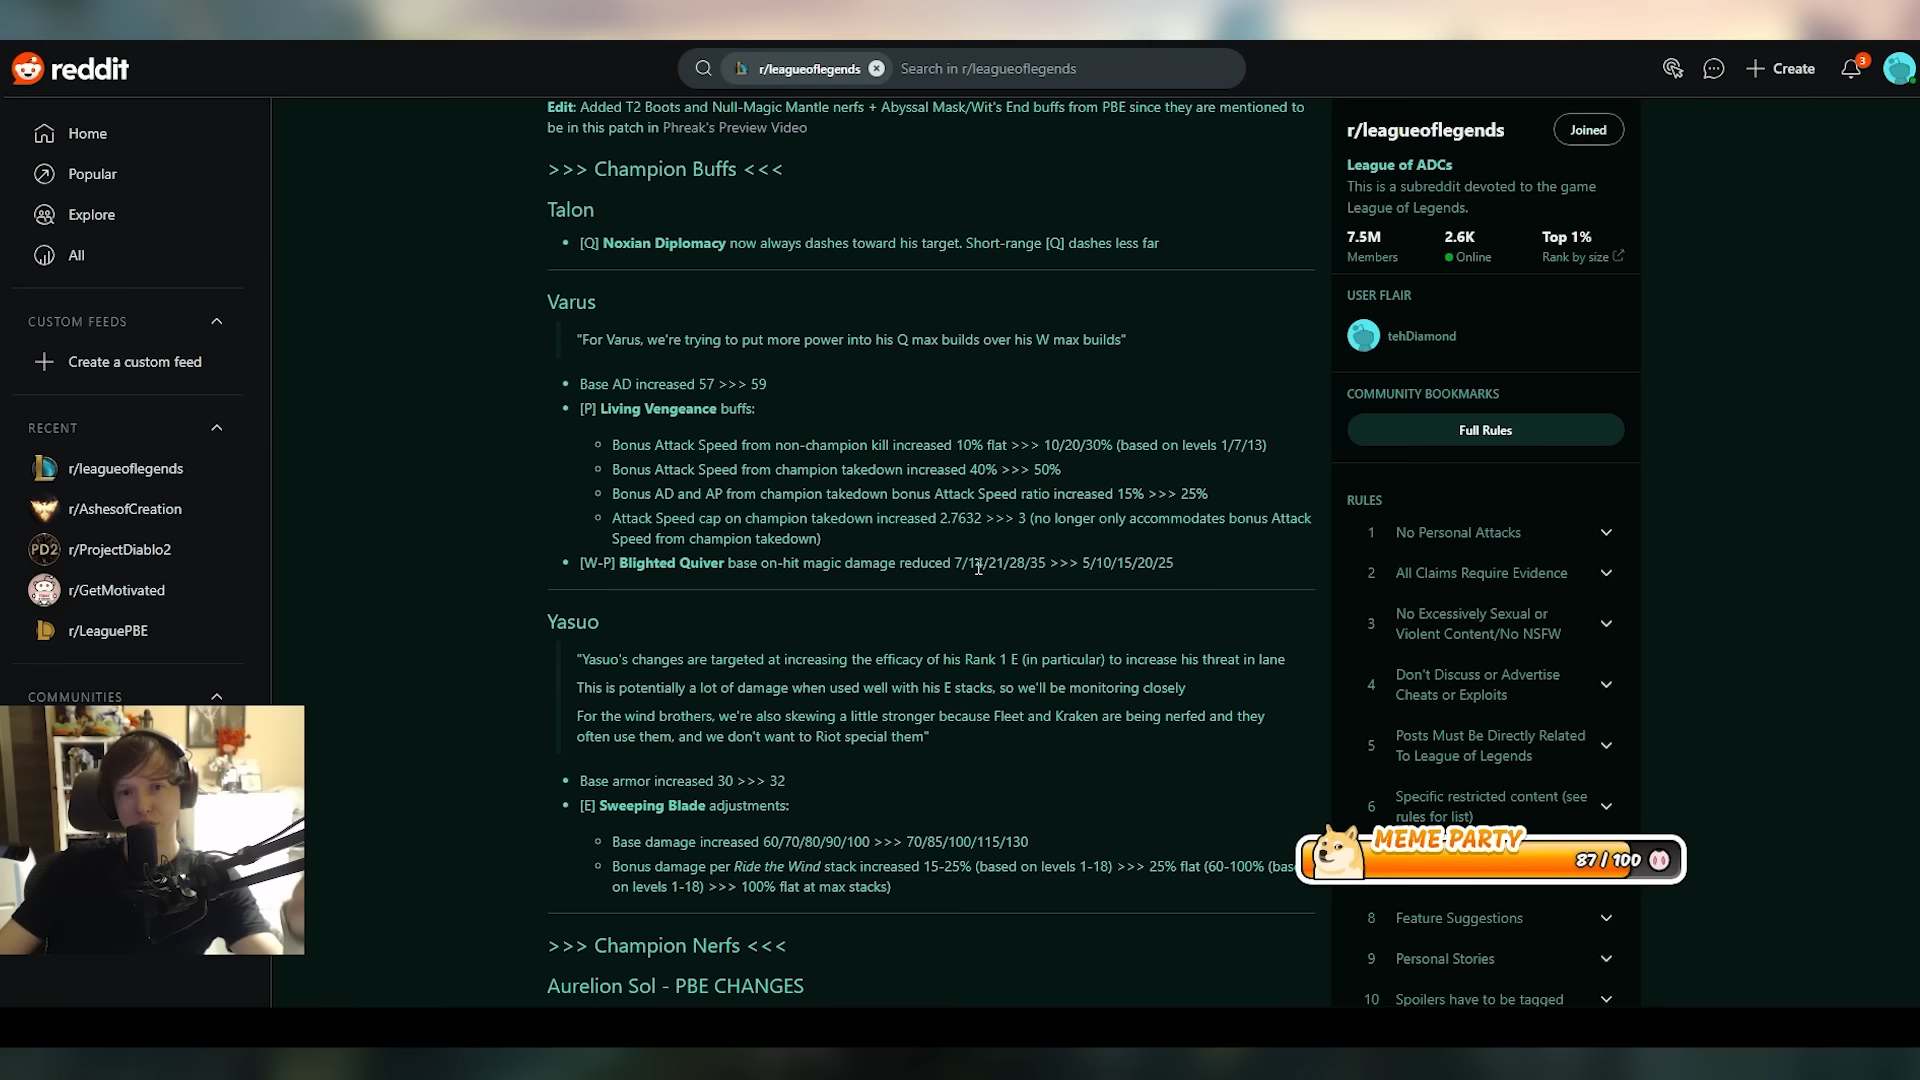 reddit
r/leagueoflegends
Search in r/leagueoflegends
Create
3
Home
Popular
Explore
All
CUSTOM FEEDS
Create a custom feed
RECENT
r/leagueoflegends
r/AshesofCreation
PD2 r/ProjectDiablo2
r/GetMotivated
r/LeaguePBE
COMMUNITIES
Edit: Added T2 Boots and Null-Magic Mantle nerfs + Abyssal Mask/Wit's End buffs from PBE since they are mentioned to
be in this patch in Phreak's Preview Video
>>> Champion Buffs <<<
Talon
• [Q] Noxian Diplomacy now always dashes toward his target. Short-range [Q] dashes less far
Varus
"For Varus, we're trying to put more power into his Q max builds over his W max builds"
• Base AD increased 57 >>> 59
• [P] Living Vengeance buffs:
◦ Bonus Attack Speed from non-champion kill increased 10% flat >>> 10/20/30% (based on levels 1/7/13)
◦ Bonus Attack Speed from champion takedown increased 40% >>> 50%
◦ Bonus AD and AP from champion takedown bonus Attack Speed ratio increased 15% >>> 25%
◦ Attack Speed cap on champion takedown increased 2.7632 >>> 3 (no longer only accommodates bonus Attack
Speed from champion takedown)
• [W-P] Blighted Quiver base on-hit magic damage reduced 7/14/21/28/35 >>> 5/10/15/20/25
Yasuo
"Yasuo's changes are targeted at increasing the efficacy of his Rank 1 E (in particular) to increase his threat in lane
This is potentially a lot of damage when used well with his E stacks, so we'll be monitoring closely
For the wind brothers, we're also skewing a little stronger because Fleet and Kraken are being nerfed and they
often use them, and we don't want to Riot special them"
• Base armor increased 30 >>> 32
• [E] Sweeping Blade adjustments:
◦ Base damage increased 60/70/80/90/100 >>> 70/85/100/115/130
◦ Bonus damage per Ride the Wind stack increased 15-25% (based on levels 1-18) >>> 25% flat (60-100% (bas
on levels 1-18) >>> 100% flat at max stacks)
>>> Champion Nerfs <<<
Aurelion Sol - PBE CHANGES
r/leagueoflegends
Joined
League of ADCs
This is a subreddit devoted to the game
League of Legends.
7.5M 2.6K Top 1%
Members Online Rank by size
USER FLAIR
tehDiamond
COMMUNITY BOOKMARKS
Full Rules
RULES
1 No Personal Attacks
2 All Claims Require Evidence
3 No Excessively Sexual or
Violent Content/No NSFW
4 Don't Discuss or Advertise
Cheats or Exploits
5 Posts Must Be Directly Related
To League of Legends
6 Specific restricted content (see
rules for list)
MEME PARTY
87 / 100
8 Feature Suggestions
9 Personal Stories
10 Spoilers have to be tagged